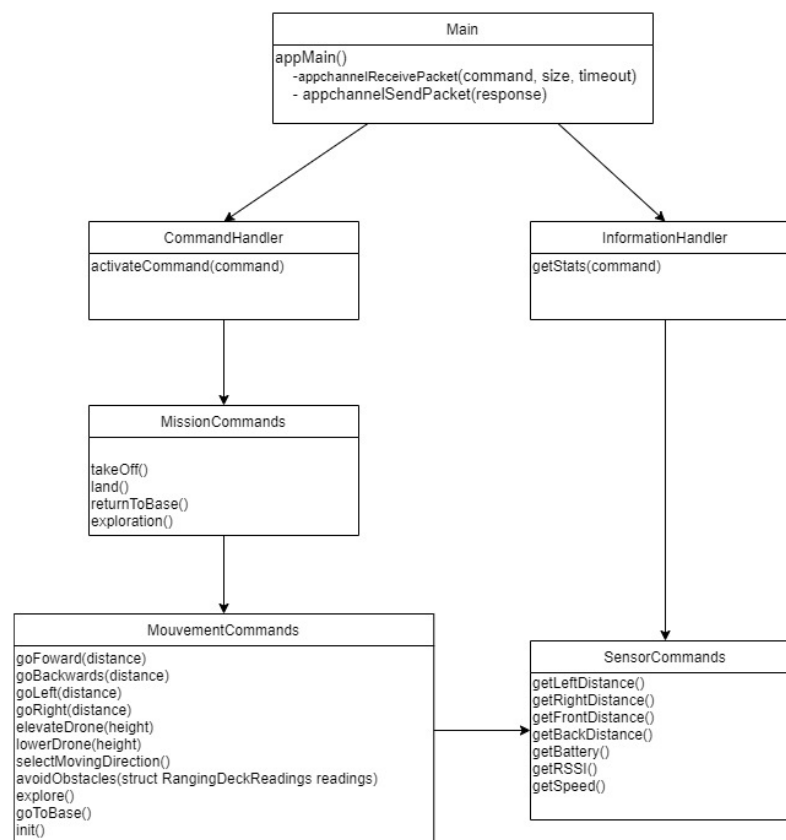 Main
appMain()
-appchannelReceivePacket(command, size, timeout)
- appchannelSendPacket(response)
CommandHandler
activateCommand(command)
InformationHandler
getStats(command)
MissionCommands
takeOff()
land()
returnToBase()
exploration()
MouvementCommands
goFoward(distance)
goBackwards(distance)
goLeft(distance)
goRight(distance)
elevateDrone(height)
lowerDrone(height)
selectMovingDirection()
avoidObstacles(struct RangingDeckReadings readings)
explore()
goToBase()
init()
SensorCommands
getLeftDistance()
getRightDistance()
getFrontDistance()
getBackDistance()
getBattery()
getRSSI()
getSpeed()